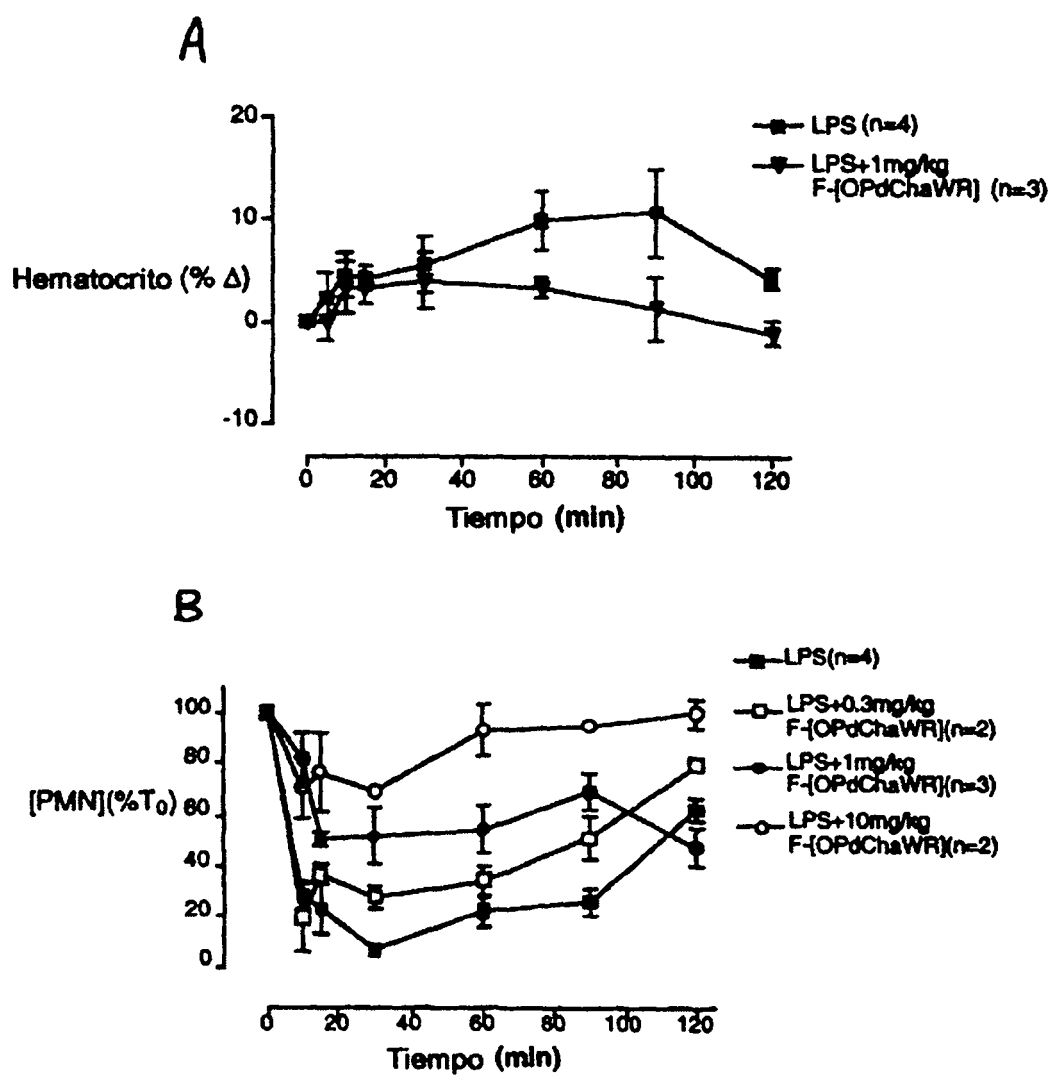 A
20
LPS (n=4)
LPS+1mg/kg
F-[OPdChaWR] (n=3)
10
Hematocrito (% Δ)
0
-10
0 20 40 60 80 100 120
Tiempo (min)
B
LPS(n=4)
100
LPS+0.3mg/kg
F-[OPdChaWR](n=2)
80
LPS+1mg/kg
F-[OPdChaWR](n=3)
[PMN](%T₀)
60
LPS+10mg/kg
F-[OPdChaWR](n=2)
40
20
0
0 20 40 60 80 100 120
Tiempo (min)